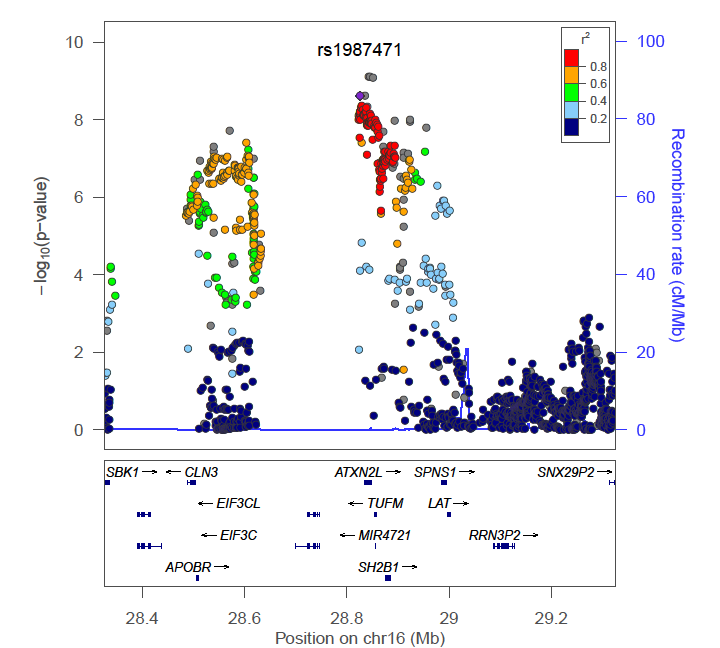 rs1987471
r2
0.8
0.6
0.4
0.2
10
8
6
4
2
0
−log10(p−value)
100
80
60
40
20
0
Recombination rate (cM/Mb)
SBK1 → ← CLN3 ATXN2L → SPNS1 → SNX29P2 →
← EIF3CL ← TUFM LAT →
← EIF3C ← MIR4721 RRN3P2 →
APOBR → SH2B1 →
28.4 28.6 28.8 29 29.2
Position on chr16 (Mb)